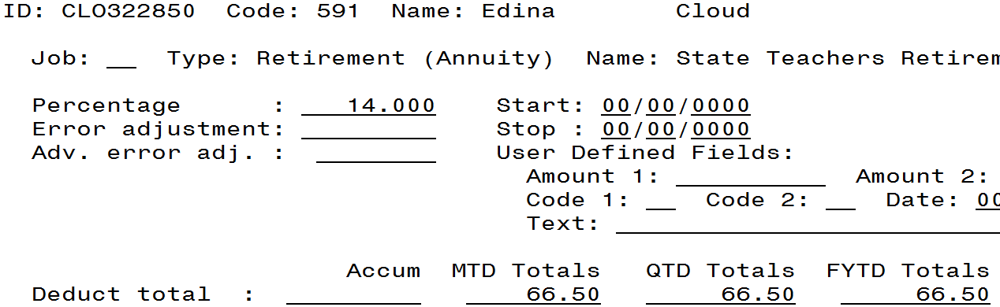 ID: CLO322850 Code: 591 Name: Edina Cloud
Job: __ Type: Retirement (Annuity) Name: State Teachers Retirem
Percentage : 14.000 Start: 00/00/0000
Error adjustment: Stop : 00/00/0000
Adv. error adj. : User Defined Fields:
Amount 1: Amount 2:
Code 1: __ Code 2: __ Date: 00
Text:
Accum MTD Totals QTD Totals FYTD Totals
Deduct total : 66.50 66.50 66.50